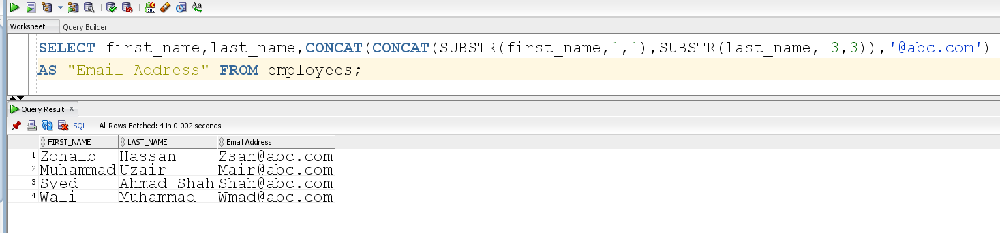 Worksheet Query Builder
SELECT first_name,last_name,CONCAT(CONCAT(SUBSTR(first_name,1,1),SUBSTR(last_name,-3,3)),'@abc.com')
AS "Email Address" FROM employees;
Query Result x
SQL | All Rows Fetched: 4 in 0.002 seconds
FIRST_NAME LAST_NAME Email Address
1 Zohaib Hassan Zsan@abc.com
2 Muhammad Uzair Mair@abc.com
3 Syed Ahmad Shah Shah@abc.com
4 Wali Muhammad Wmad@abc.com